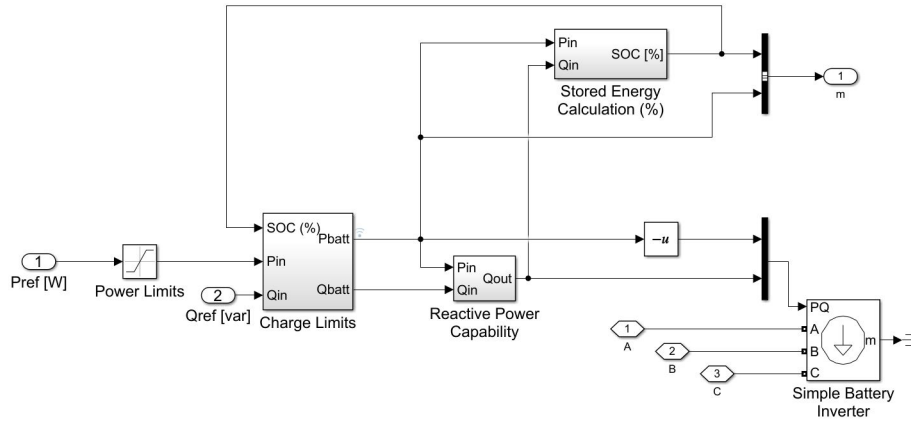 Pin
Qin
SOC [%]
Stored Energy
Calculation (%)
1
m
SOC (%)
Pin
Qin
Pbatt
Qbatt
Charge Limits
1
Pref [W]
Power Limits
2
Qref [var]
Pin
Qin
Qout
Reactive Power
Capability
-u
PQ
A
B
C
m
Simple Battery
Inverter
1
A
2
B
3
C